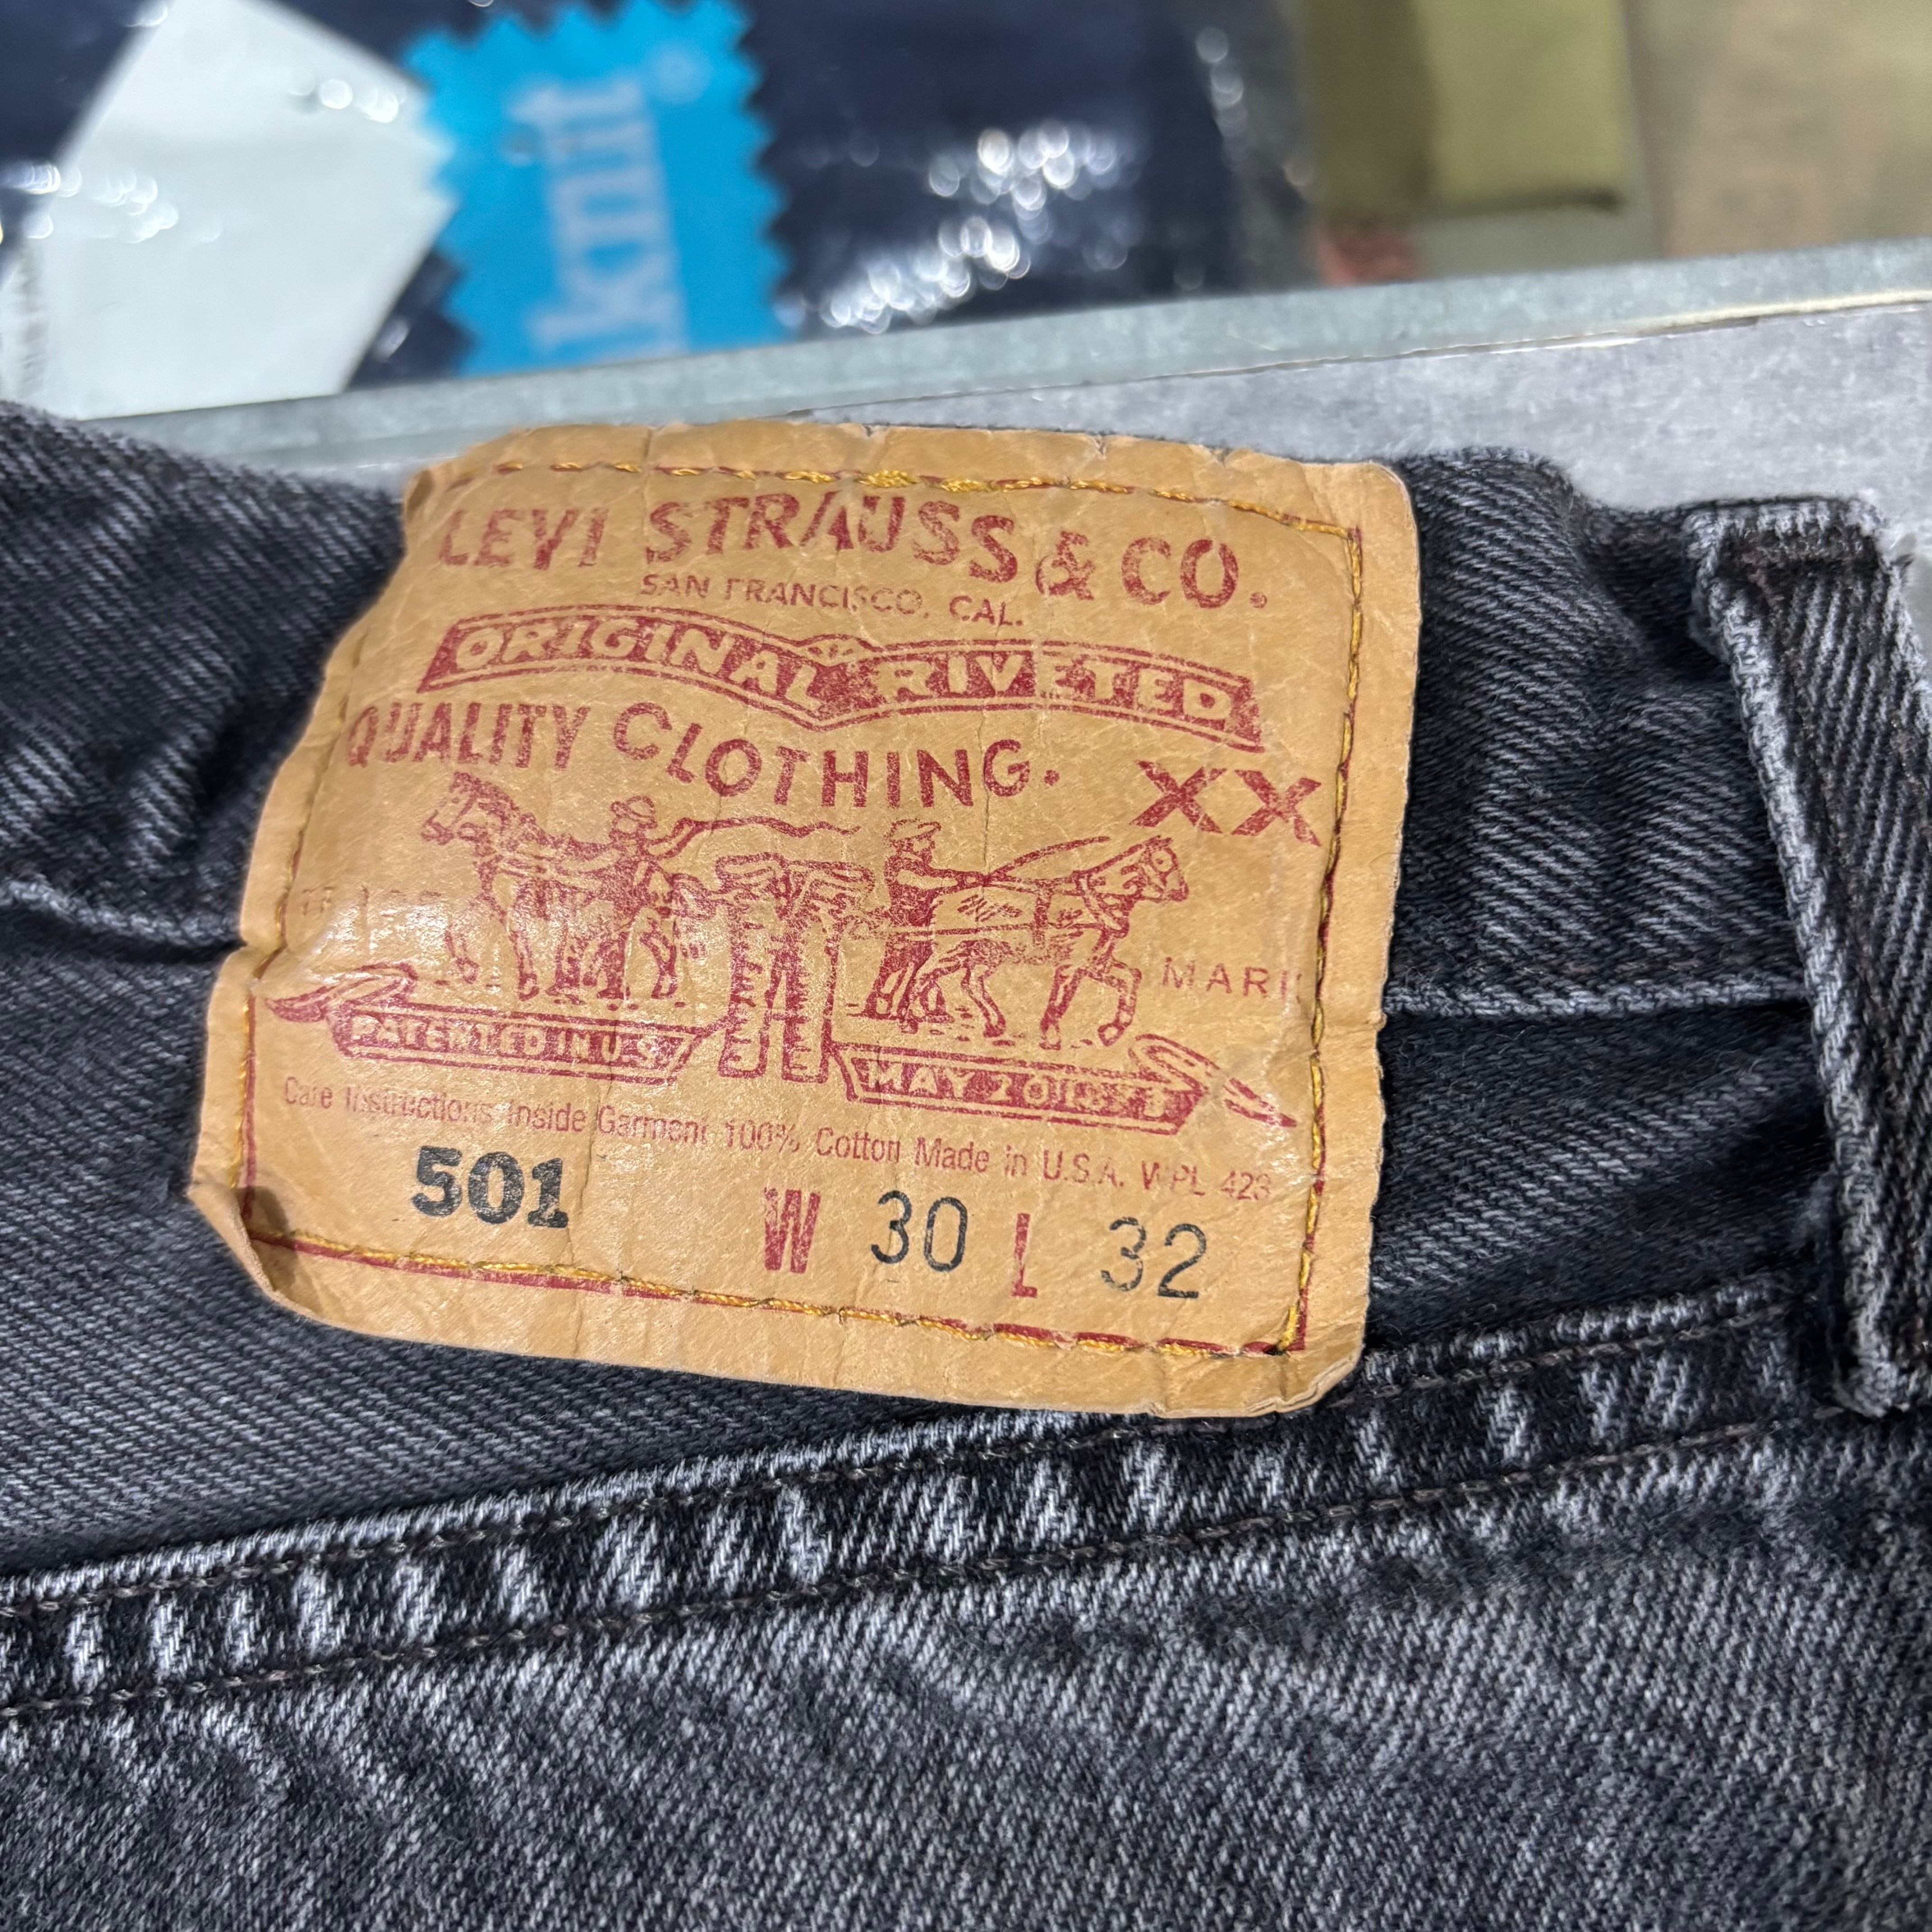 knit
LEVI STRAUSS & CO.
SAN FRANCISCO, CAL.
ORIGINAL RIVETED
QUALITY CLOTHING.
XX
MARK
PATENTED IN U.S.
MAY 20 1873
Care Instructions Inside Garment 100% Cotton Made in U.S.A. WPL 423
501 W 30 L 32